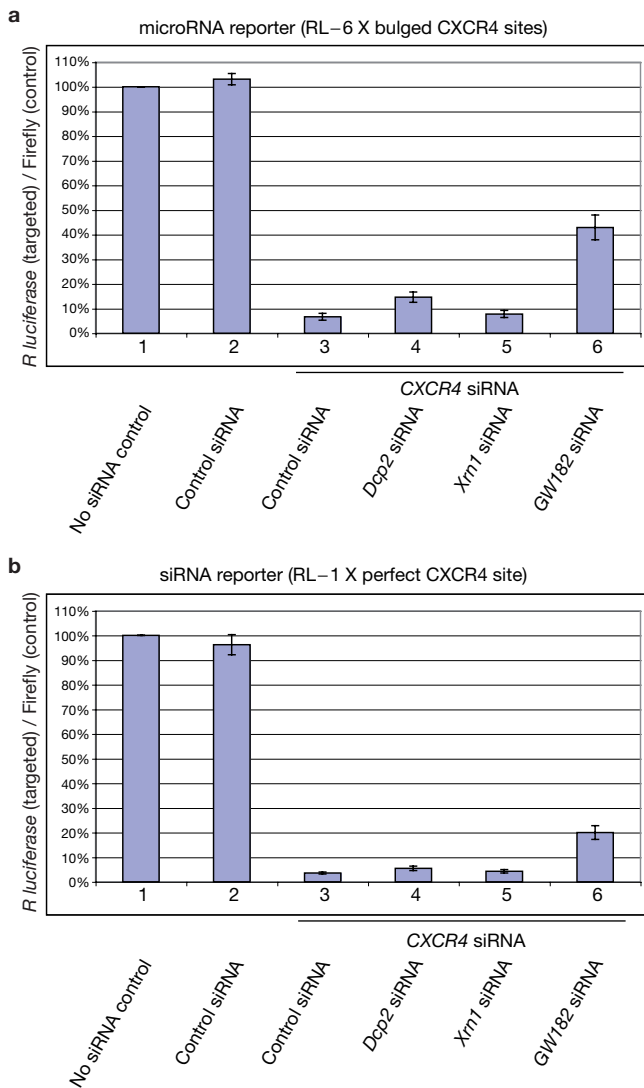 a
microRNA reporter (RL–6 X bulged CXCR4 sites)
R luciferase (targeted) / Firefly (control)
110%
100%
90%
80%
70%
60%
50%
40%
30%
20%
10%
0%
1 2 3 4 5 6
CXCR4 siRNA
No siRNA control
Control siRNA
Control siRNA
Dcp2 siRNA
Xrn1 siRNA
GW182 siRNA
b
siRNA reporter (RL–1 X perfect CXCR4 site)
R luciferase (targeted) / Firefly (control)
110%
100%
90%
80%
70%
60%
50%
40%
30%
20%
10%
0%
1 2 3 4 5 6
CXCR4 siRNA
No siRNA control
Control siRNA
Control siRNA
Dcp2 siRNA
Xrn1 siRNA
GW182 siRNA